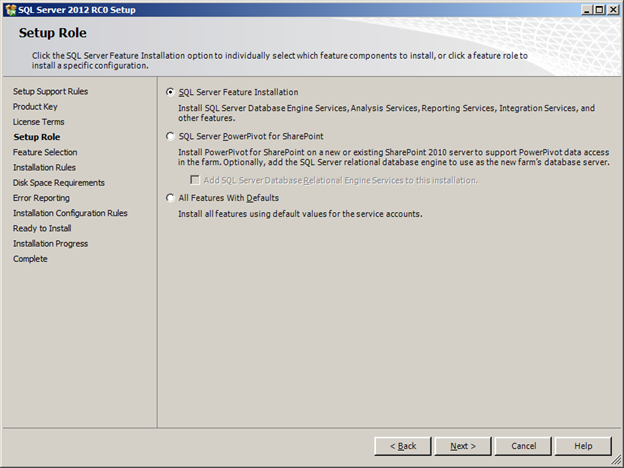 SQL Server 2012 RC0 Setup
Setup Role
Click the SQL Server Feature Installation option to individually select which feature components to install, or click a feature role to
install a specific configuration.
Setup Support Rules
Product Key
License Terms
Setup Role
Feature Selection
Installation Rules
Disk Space Requirements
Error Reporting
Installation Configuration Rules
Ready to Install
Installation Progress
Complete
SQL Server Feature Installation
Install SQL Server Database Engine Services, Analysis Services, Reporting Services, Integration Services, and
other features.
SQL Server PowerPivot for SharePoint
Install PowerPivot for SharePoint on a new or existing SharePoint 2010 server to support PowerPivot data access
in the farm. Optionally, add the SQL Server relational database engine to use as the new farm's database server.
Add SQL Server Database Relational Engine Services to this installation.
All Features With Defaults
Install all features using default values for the service accounts.
< Back
Next >
Cancel
Help